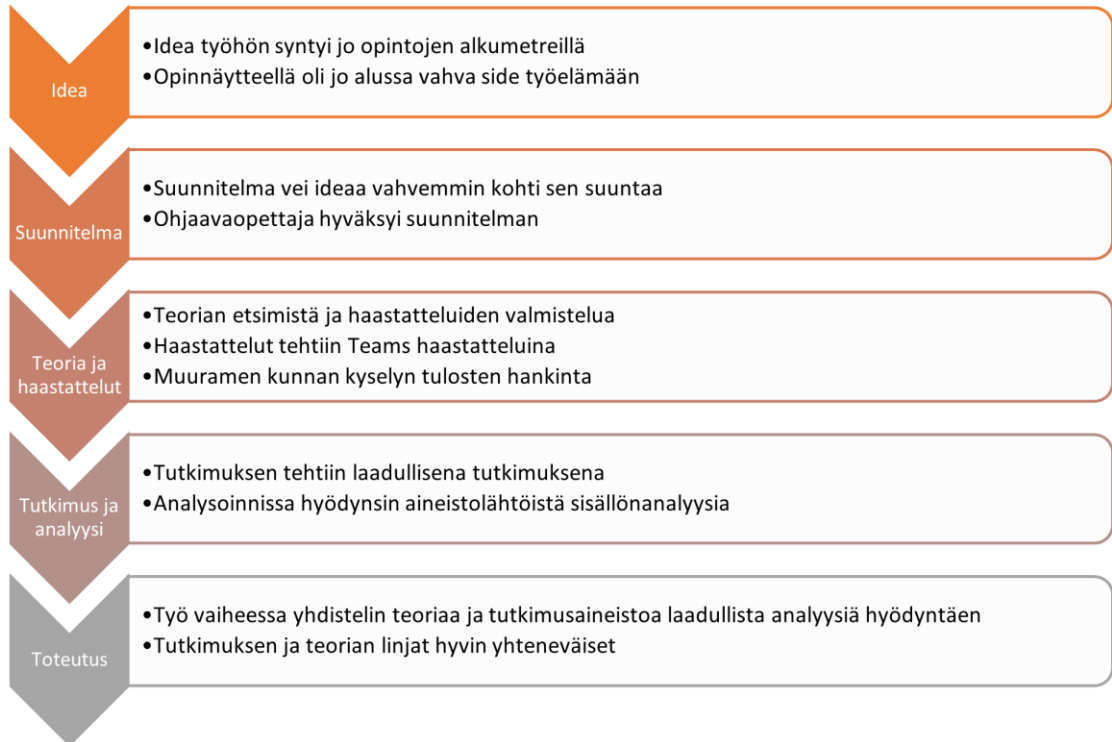 Idea
•Idea työhön syntyi jo opintojen alkumetreillä
•Opinnäytteellä oli jo alussa vahva side työelämään
Suunnitelma
•Suunnitelma vei ideaa vahvemmin kohti sen suuntaa
•Ohjaavaopettaja hyväksyi suunnitelman
Teoria ja
haastattelut
•Teorian etsimistä ja haastatteluiden valmistelua
•Haastattelut tehtiin Teams haastatteluina
•Muuramen kunnan kyselyn tulosten hankinta
Tutkimus ja
analyysi
•Tutkimuksen tehtiin laadullisena tutkimuksena
•Analysoinnissa hyödynsin aineistolähtöistä sisällönanalyysia
Toteutus
•Työ vaiheessa yhdistelin teoriaa ja tutkimusaineistoa laadullista analyysiä hyödyntäen
•Tutkimuksen ja teorian linjat hyvin yhteneväiset